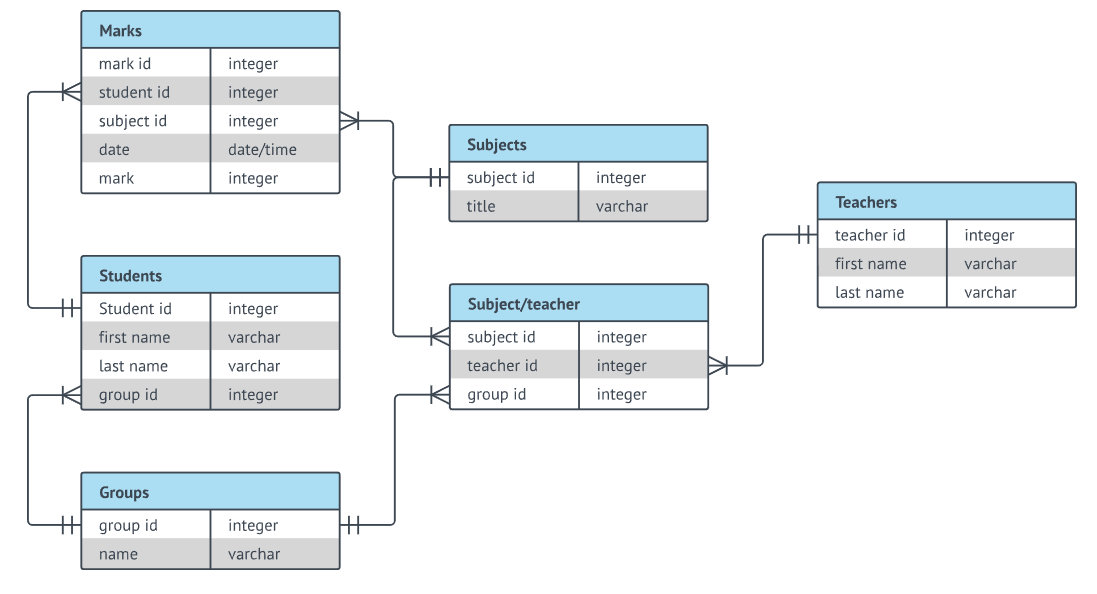 Marks
mark id integer
student id integer
subject id integer
date date/time
mark integer
Subjects
subject id integer
title varchar
Teachers
teacher id integer
first name varchar
last name varchar
Students
Student id integer
first name varchar
last name varchar
group id integer
Subject/teacher
subject id integer
teacher id integer
group id integer
Groups
group id integer
name varchar